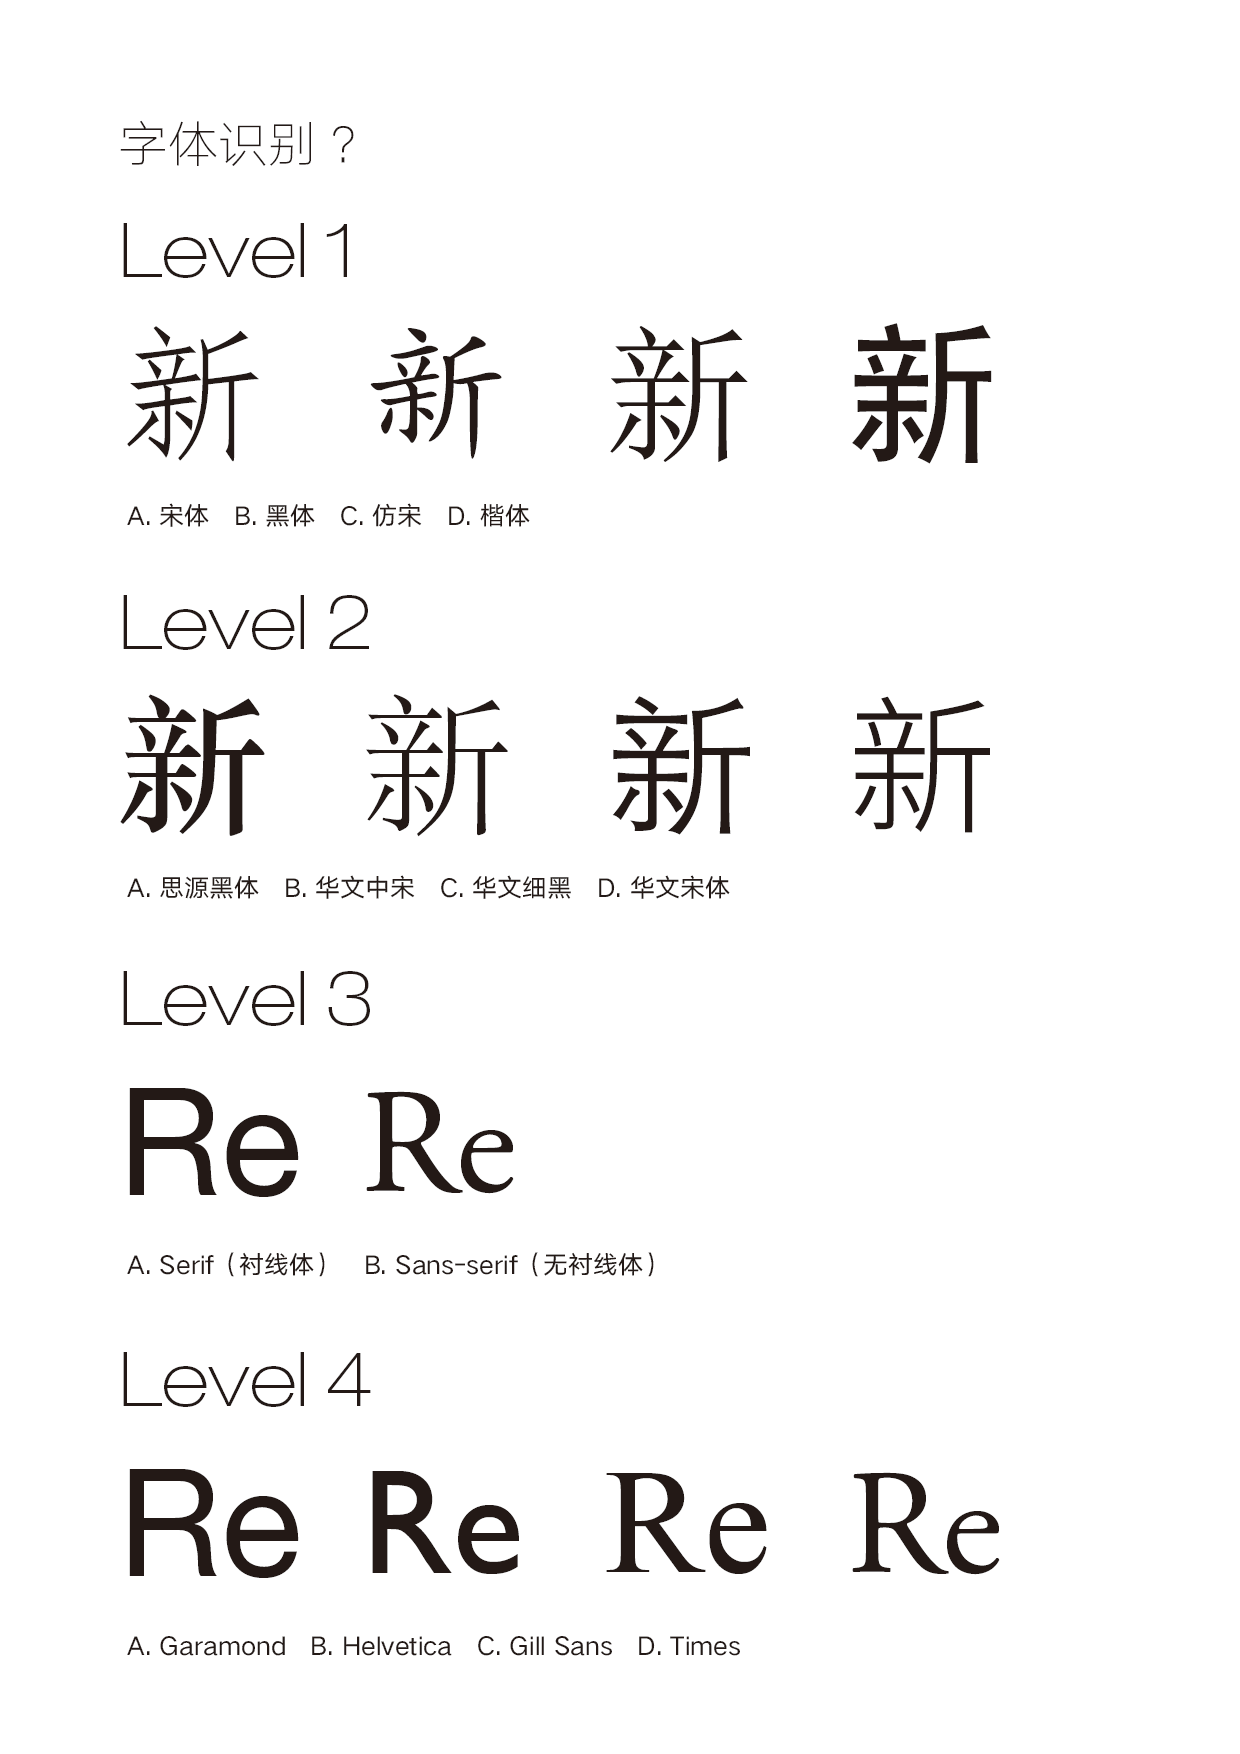 字体识别？
Level 1
新 新 新 新
A. 宋体 B. 黑体 C. 仿宋 D. 楷体
Level 2
新 新 新 新
A. 思源黑体 B. 华文中宋 C. 华文细黑 D. 华文宋体
Level 3
Re Re
A. Serif（衬线体） B. Sans-serif（无衬线体）
Level 4
Re Re Re Re
A. Garamond B. Helvetica C. Gill Sans D. Times